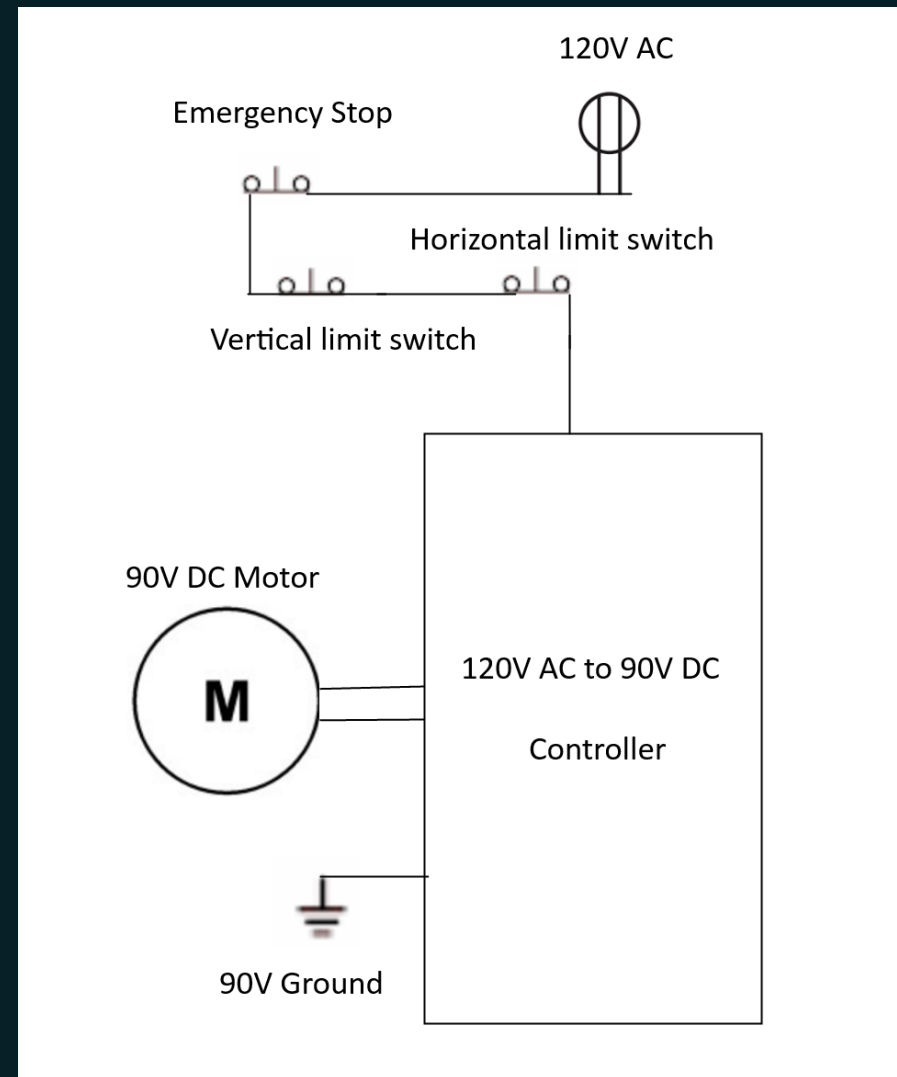 120V AC
Emergency Stop
Horizontal limit switch
Vertical limit switch
90V DC Motor
M
120V AC to 90V DC
Controller
90V Ground